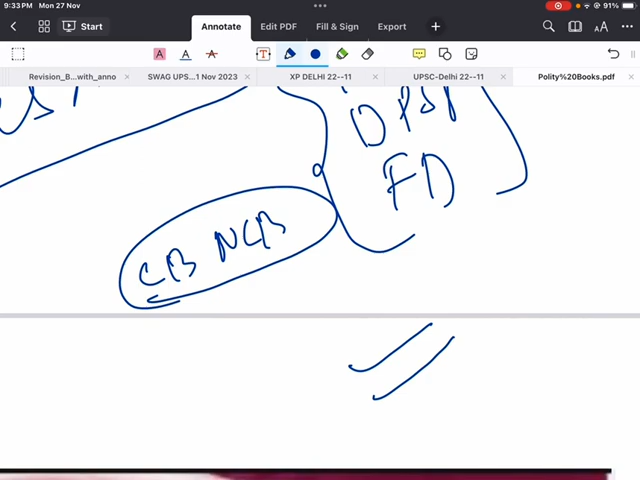 9:33 PM Mon 27 Nov
91%
Start
Annotate
Edit PDF
Fill & Sign
Export
Revision_B...with_anno
SWAG UPS...1 Nov 2023
XP DELHI 22--11
UPSC-Delhi 22--11
Polity%20Books.pdf
DPSP
FD
CB NCB